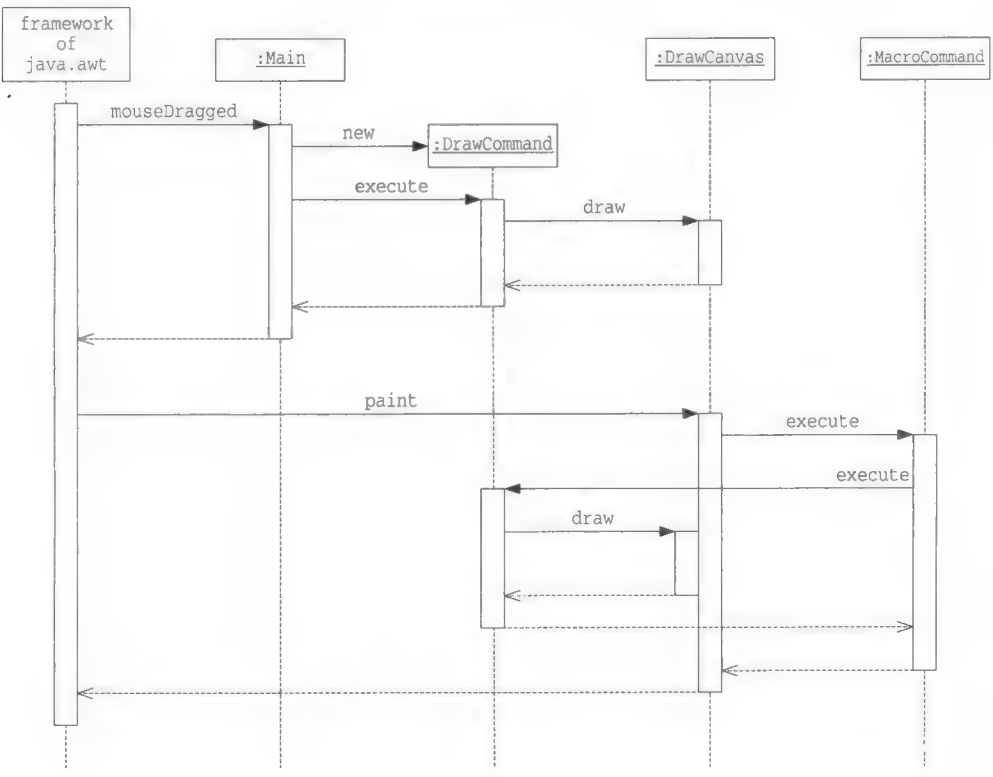 framework
of
java.awt
:Main
:DrawCanvas
:MacroCommand
mouseDragged
new
:DrawCommand
execute
draw
paint
execute
execute
draw